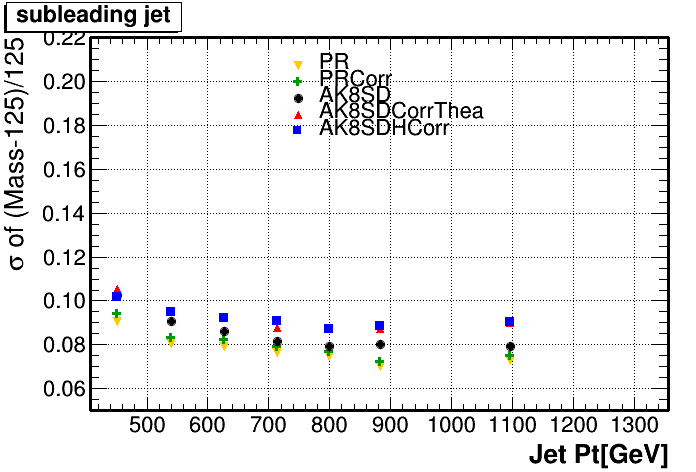 subleading jet
σ of (Mass-125)/125
0.22
0.20
0.18
0.16
0.14
0.12
0.10
0.08
0.06
PR
PRCorr
AK8SD
AK8SDCorrThea
AK8SDHCorr
500 600 700 800 900 1000 1100 1200 1300
Jet Pt[GeV]